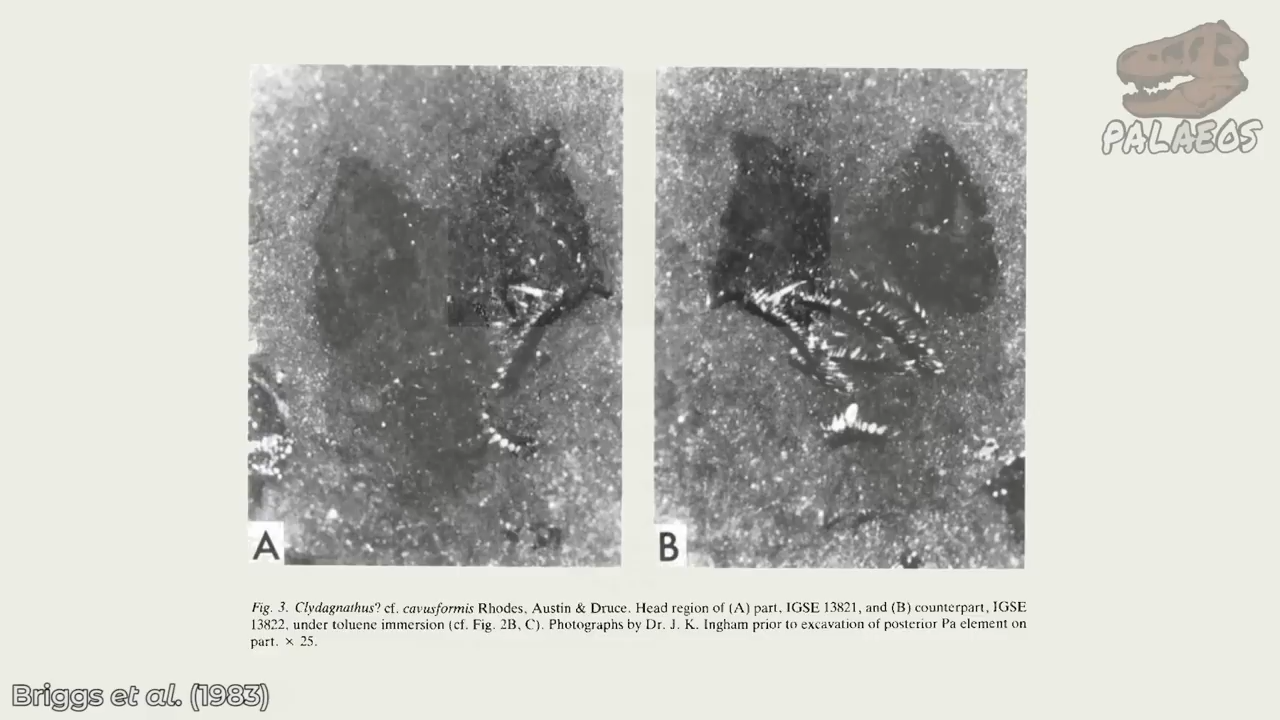 PALAEOS
A
B
Fig. 3. Clydagnathus? cf. cavusformis Rhodes, Austin & Druce. Head region of (A) part, IGSE 13821, and (B) counterpart, IGSE
13822, under toluene immersion (cf. Fig. 2B, C). Photographs by Dr. J. K. Ingham prior to excavation of posterior Pa element on
part. × 25.
Briggs et al. (1983)